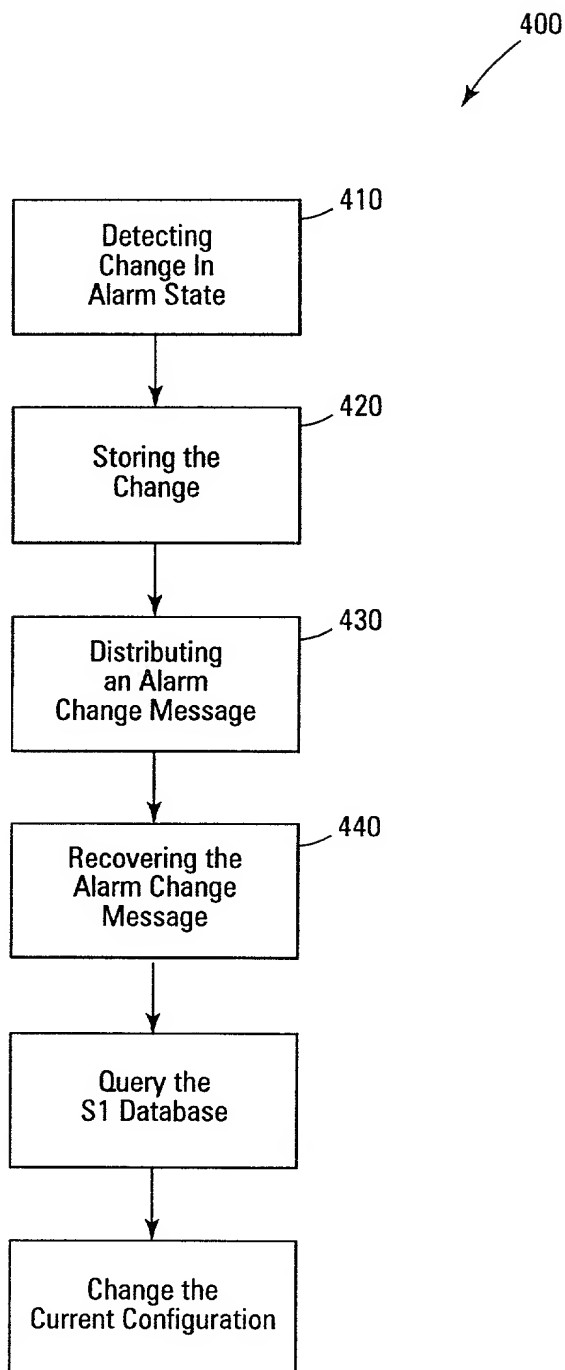 400
410
Detecting
Change In
Alarm State
420
Storing the
Change
430
Distributing
an Alarm
Change Message
440
Recovering the
Alarm Change
Message
Query the
S1 Database
Change the
Current Configuration